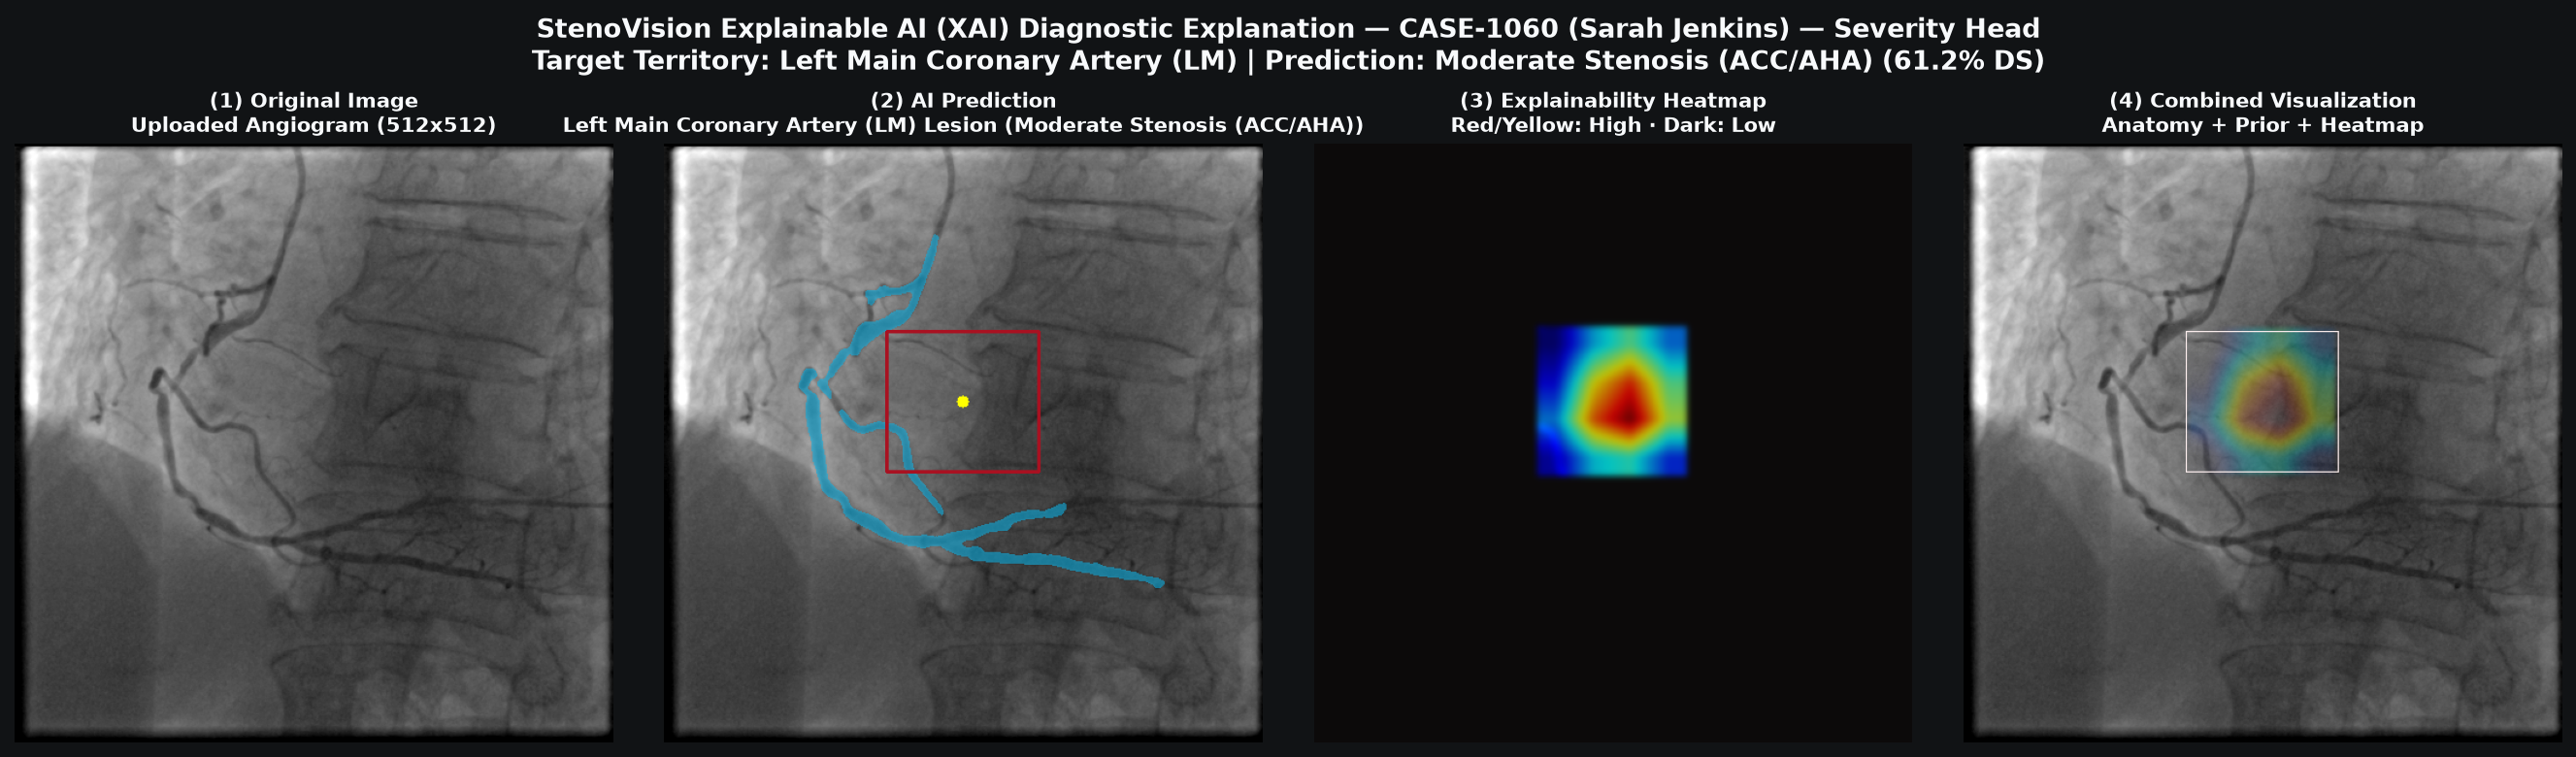 StenoVision Explainable AI (XAI) Diagnostic Explanation — CASE-1060 (Sarah Jenkins) — Severity Head
Target Territory: Left Main Coronary Artery (LM) | Prediction: Moderate Stenosis (ACC/AHA) (61.2% DS)
(1) Original Image
Uploaded Angiogram (512x512)
(2) AI Prediction
Left Main Coronary Artery (LM) Lesion (Moderate Stenosis (ACC/AHA))
(3) Explainability Heatmap
Red/Yellow: High · Dark: Low
(4) Combined Visualization
Anatomy + Prior + Heatmap